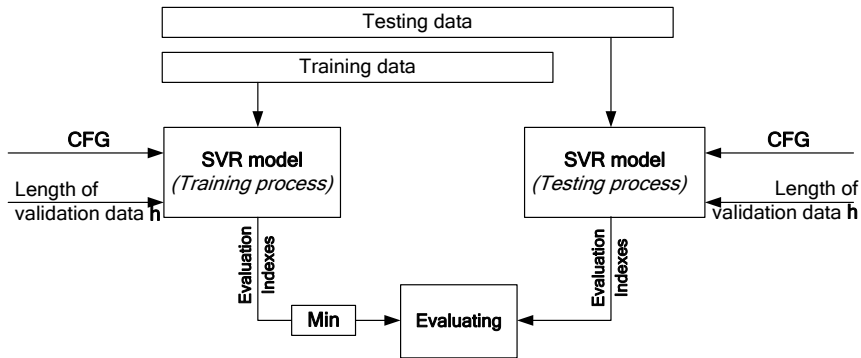 Testing data
Training data
CFG
SVR model
(Training process)
Length of
validation data h
SVR model
(Testing process)
CFG
Length of
validation data h
Evaluation
Indexes
Evaluation
Indexes
Min
Evaluating